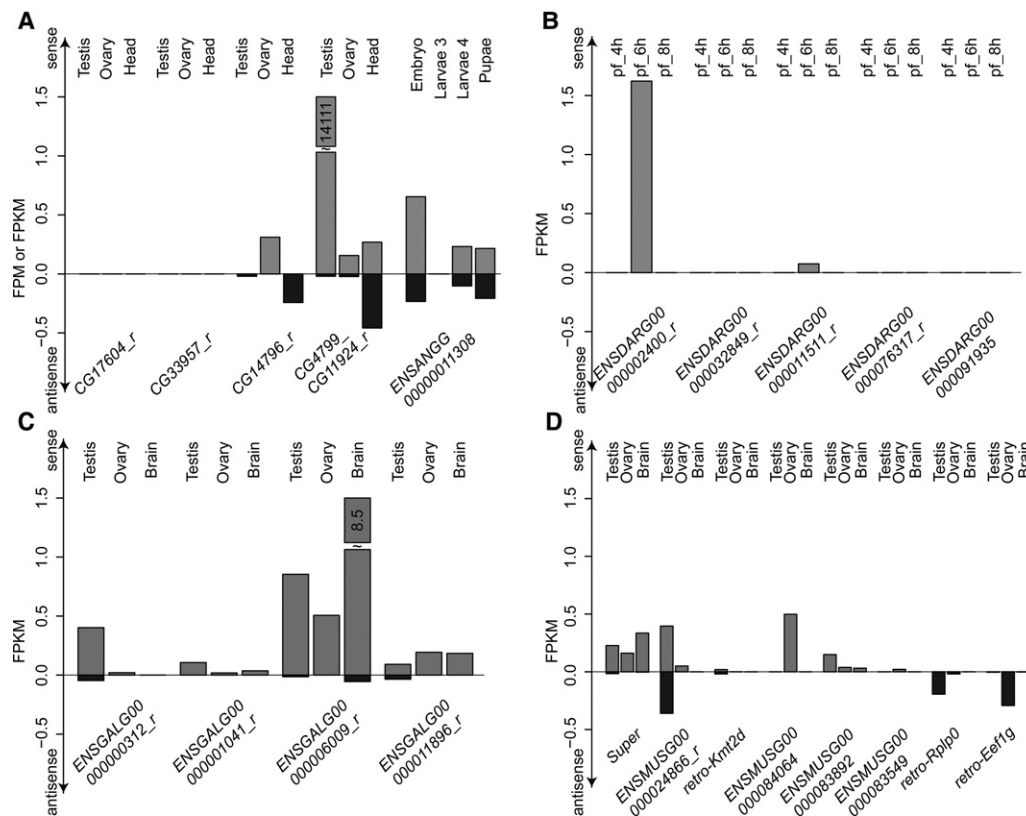 A
sense
Testis
Ovary
Head
Testis
Ovary
Head
Testis
Ovary
Head
Testis
Ovary
Head
Embryo
Larvae 3
Larvae 4
Pupae
~14111
1.5
1.0
0.5
0.0
−0.5
FPM or FPKM
antisense
CG17604_r
CG33957_r
CG14796_r
CG4799_
CG11924_r
ENSANGG
00000011308
B
sense
pf_4h
pf_6h
pf_8h
pf_4h
pf_6h
pf_8h
pf_4h
pf_6h
pf_8h
pf_4h
pf_6h
pf_8h
pf_4h
pf_6h
pf_8h
1.5
1.0
0.5
0.0
−0.5
FPKM
antisense
ENSDARG00
000002400_r
ENSDARG00
000032849_r
ENSDARG00
000011511_r
ENSDARG00
000076317_r
ENSDARG00
000091935
C
sense
Testis
Ovary
Brain
Testis
Ovary
Brain
Testis
Ovary
Brain
Testis
Ovary
Brain
~ 8.5
1.5
1.0
0.5
0.0
−0.5
FPKM
antisense
ENSGALG00
000000312_r
ENSGALG00
000001041_r
ENSGALG00
000006009_r
ENSGALG00
000011896_r
D
sense
Testis
Ovary
Brain
Testis
Ovary
Brain
Testis
Ovary
Brain
Testis
Ovary
Brain
Testis
Ovary
Brain
Testis
Ovary
Brain
Testis
Ovary
Brain
Testis
Ovary
Brain
1.5
1.0
0.5
0.0
−0.5
FPKM
antisense
Super
ENSMUSG00
000024866_r
retro-Kmt2d
ENSMUSG00
000084064
ENSMUSG00
000083892
ENSMUSG00
000083549
retro-Rplp0
retro-Eef1g